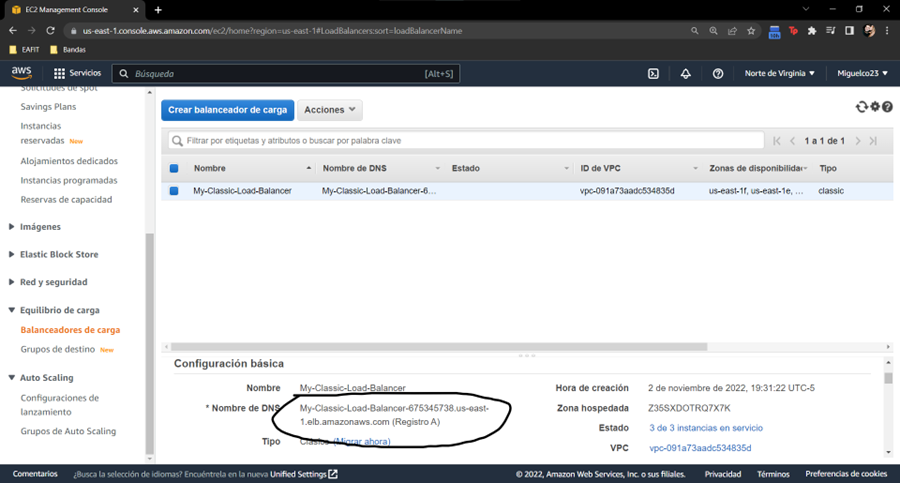 EC2 Management Console
us-east-1.console.aws.amazon.com/ec2/home?region=us-east-1#LoadBalancers:sort=loadBalancerName
EAFIT Bandas
aws Servicios Búsqueda [Alt+S] Norte de Virginia Miguelco23
Solicitudes de spot
Savings Plans
Instancias
reservadas New
Alojamientos dedicados
Instancias programadas
Reservas de capacidad
Imágenes
Elastic Block Store
Red y seguridad
Equilibrio de carga
Balanceadores de carga
Grupos de destino New
Auto Scaling
Configuraciones de
lanzamiento
Grupos de Auto Scaling
Crear balanceador de carga Acciones
Filtrar por etiquetas y atributos o buscar por palabra clave 1 a 1 de 1
Nombre Nombre de DNS Estado ID de VPC Zonas de disponibilidad Tipo
My-Classic-Load-Balancer My-Classic-Load-Balancer-6... vpc-091a73aadc534835d us-east-1f, us-east-1e, ... classic
Configuración básica
Nombre My-Classic-Load-Balancer
* Nombre de DNS My-Classic-Load-Balancer-675345738.us-east-
1.elb.amazonaws.com (Registro A)
Tipo Clásico (Migrar ahora)
Hora de creación 2 de noviembre de 2022, 19:31:22 UTC-5
Zona hospedada Z35SXDOTRQ7X7K
Estado 3 de 3 instancias en servicio
VPC vpc-091a73aadc534835d
Comentarios ¿Busca la selección de idiomas? Encuéntrela en la nueva Unified Settings © 2022, Amazon Web Services, Inc. o sus filiales. Privacidad Términos Preferencias de cookies